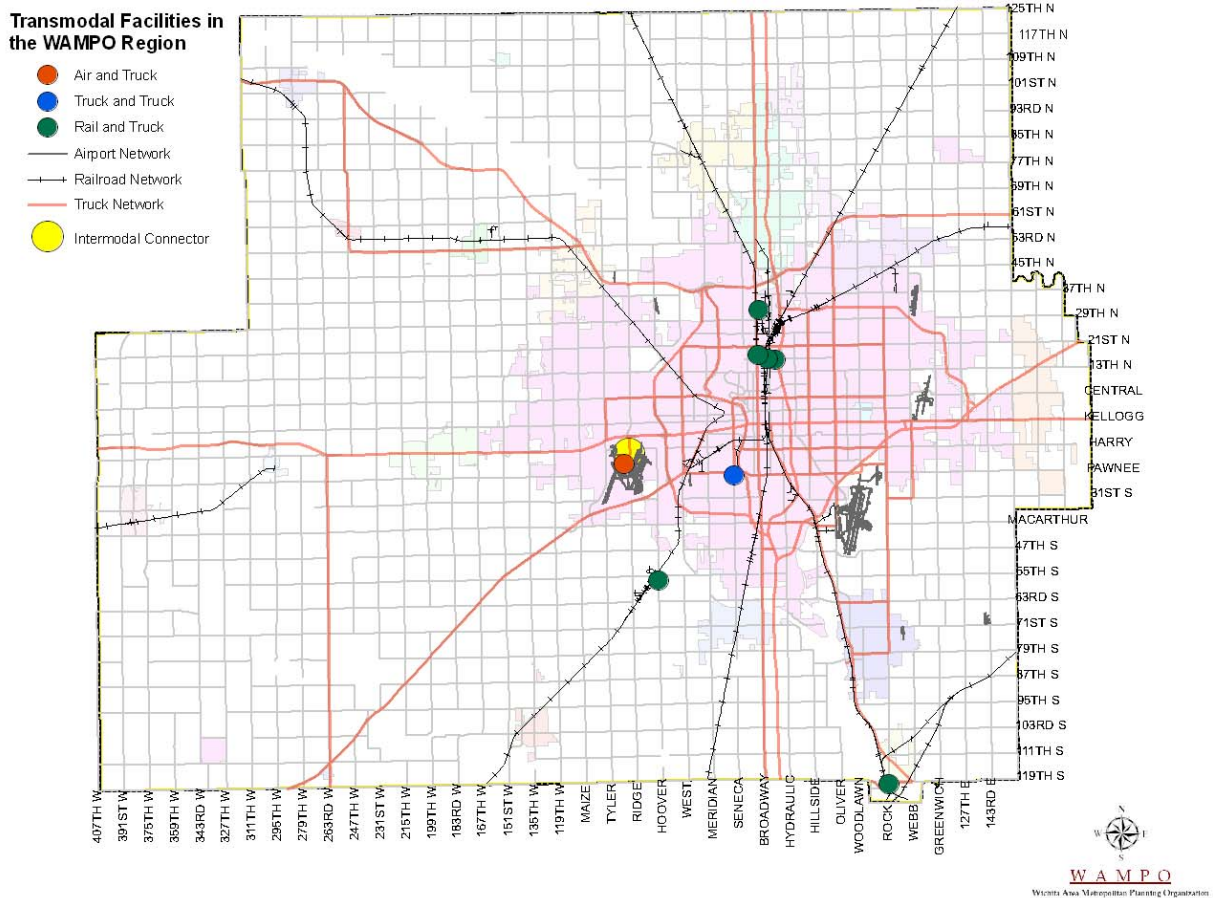 Transmodal Facilities in
the WAMPO Region
Air and Truck
Truck and Truck
Rail and Truck
Airport Network
Railroad Network
Truck Network
Intermodal Connector
125TH N
117TH N
109TH N
101ST N
93RD N
85TH N
77TH N
69TH N
61ST N
53RD N
45TH N
37TH N
29TH N
21ST N
13TH N
CENTRAL
KELLOGG
HARRY
PAWNEE
31ST S
MACARTHUR
47TH S
55TH S
63RD S
71ST S
79TH S
87TH S
95TH S
103RD S
111TH S
119TH S
407TH W
391ST W
375TH W
359TH W
343RD W
327TH W
311TH W
295TH W
279TH W
263RD W
247TH W
231ST W
215TH W
199TH W
183RD W
167TH W
151ST W
135TH W
119TH W
MAIZE
TYLER
RIDGE
HOOVER
WEST
MERIDIAN
SENECA
BROADWAY
HYDRAULIC
HILLSIDE
OLIVER
WOODLAWN
ROCK
WEBB
GREENWICH
127TH E
143RD E
N
W E
S
WAMPO
Wichita Area Metropolitan Planning Organization